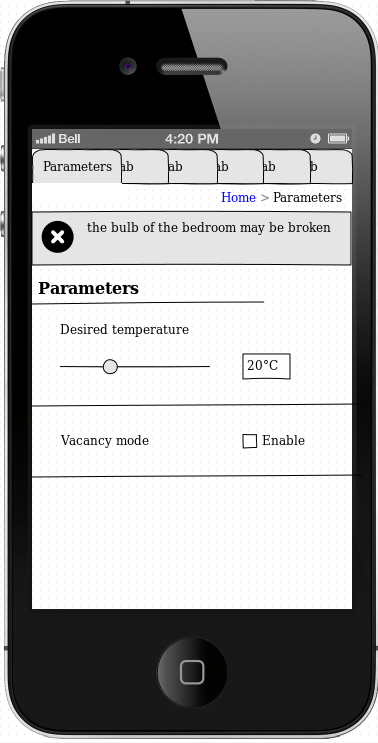 Bell 4:20 PM
Parameters ab ab ab ab b
Home > Parameters
the bulb of the bedroom may be broken
Parameters
Desired temperature
20°C
Vacancy mode Enable